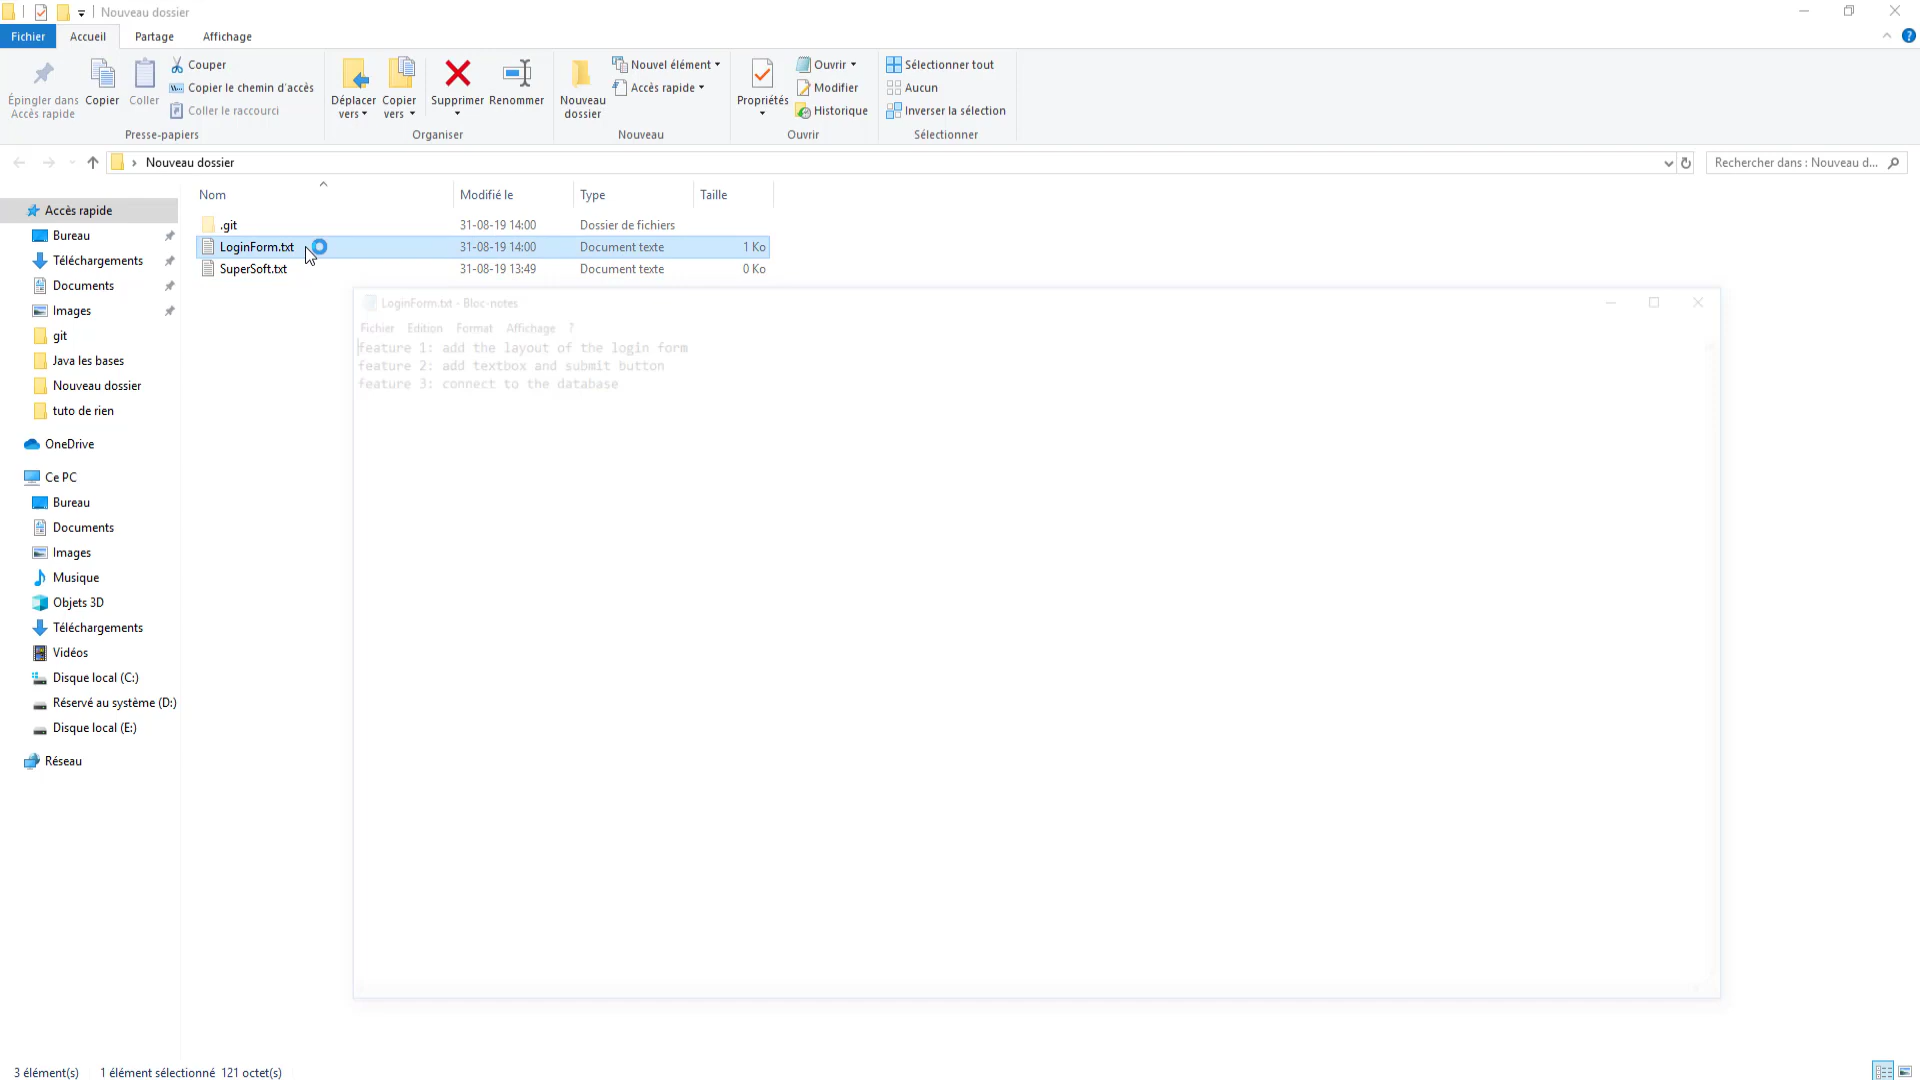 Nouveau dossier
Fichier
Accueil
Partage
Affichage
Épingler dans
Accès rapide
Copier
Coller
Couper
Copier le chemin d'accès
Coller le raccourci
Presse-papiers
Déplacer
vers
Copier
vers
Supprimer
Renommer
Organiser
Nouveau
dossier
Nouvel élément
Accès rapide
Nouveau
Propriétés
Ouvrir
Modifier
Historique
Ouvrir
Sélectionner tout
Aucun
Inverser la sélection
Sélectionner
Nouveau dossier
Rechercher dans : Nouveau d...
Nom
Modifié le
Type
Taille
.git 31-08-19 14:00 Dossier de fichiers
LoginForm.txt 31-08-19 14:00 Document texte 1 Ko
SuperSoft.txt 31-08-19 13:49 Document texte 0 Ko
Accès rapide
Bureau
Téléchargements
Documents
Images
git
Java les bases
Nouveau dossier
tuto de rien
OneDrive
Ce PC
Bureau
Documents
Images
Musique
Objets 3D
Téléchargements
Vidéos
Disque local (C:)
Réservé au système (D:)
Disque local (E:)
Réseau
LoginForm.txt - Bloc-notes
Fichier Edition Format Affichage ?
feature 1: add the layout of the login form
feature 2: add textbox and submit button
feature 3: connect to the database
3 élément(s) 1 élément sélectionné 121 octet(s)